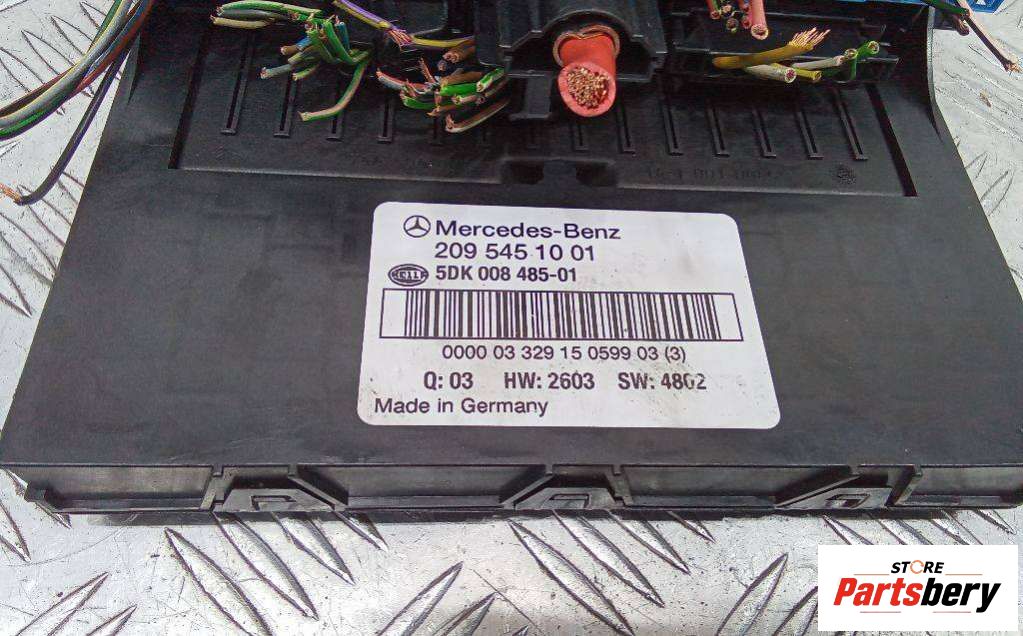 Mercedes-Benz
209 545 10 01
HELLA 5DK 008 485-01
0000 03 329 15 0599 03 (3)
Q: 03 HW: 2603 SW: 4802
Made in Germany
STORE
Partsbery